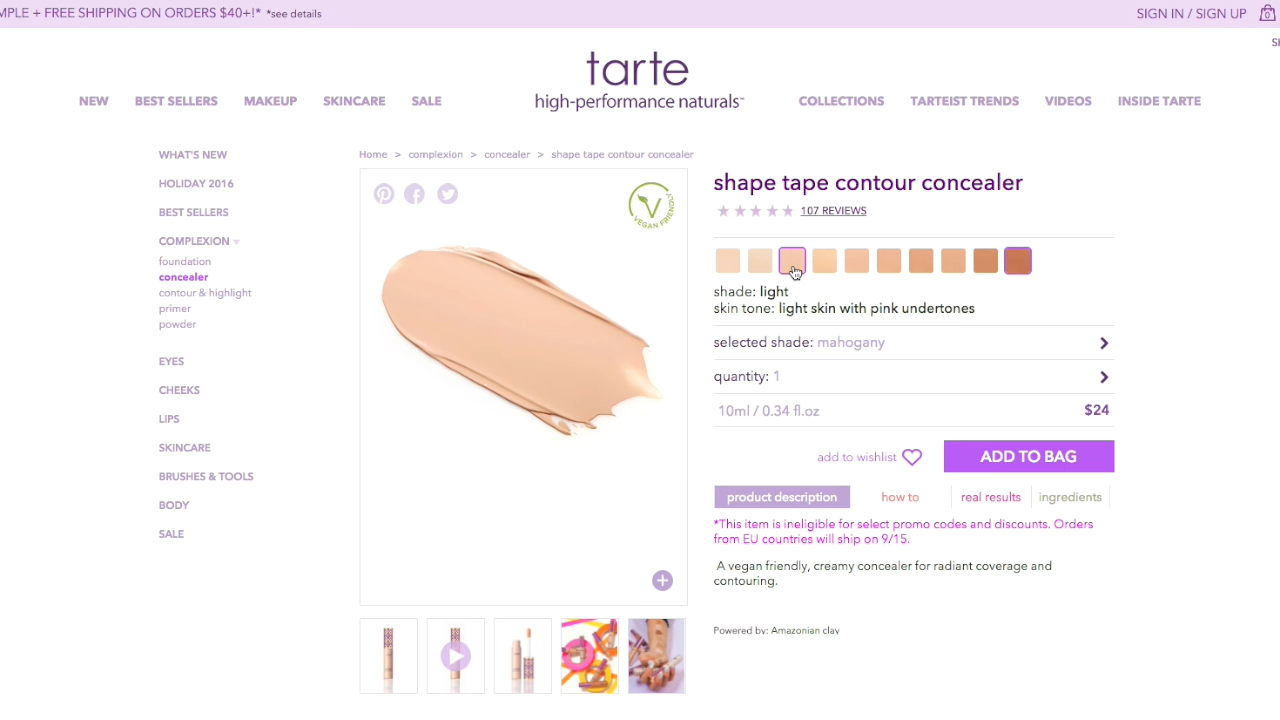 MPLE + FREE SHIPPING ON ORDERS $40+!* *see details
SIGN IN / SIGN UP
0
tarte
high-performance naturals™
NEW
BEST SELLERS
MAKEUP
SKINCARE
SALE
COLLECTIONS
TARTEIST TRENDS
VIDEOS
INSIDE TARTE
WHAT'S NEW
HOLIDAY 2016
BEST SELLERS
COMPLEXION
foundation
concealer
contour & highlight
primer
powder
EYES
CHEEKS
LIPS
SKINCARE
BRUSHES & TOOLS
BODY
SALE
Home > complexion > concealer > shape tape contour concealer
VEGAN FRIENDLY
shape tape contour concealer
107 REVIEWS
shade: light
skin tone: light skin with pink undertones
selected shade: mahogany
quantity: 1
10ml / 0.34 fl.oz
$24
add to wishlist
ADD TO BAG
product description
how to
real results
ingredients
*This item is ineligible for select promo codes and discounts. Orders
from EU countries will ship on 9/15.
A vegan friendly, creamy concealer for radiant coverage and
contouring.
Powered by: Amazonian clay